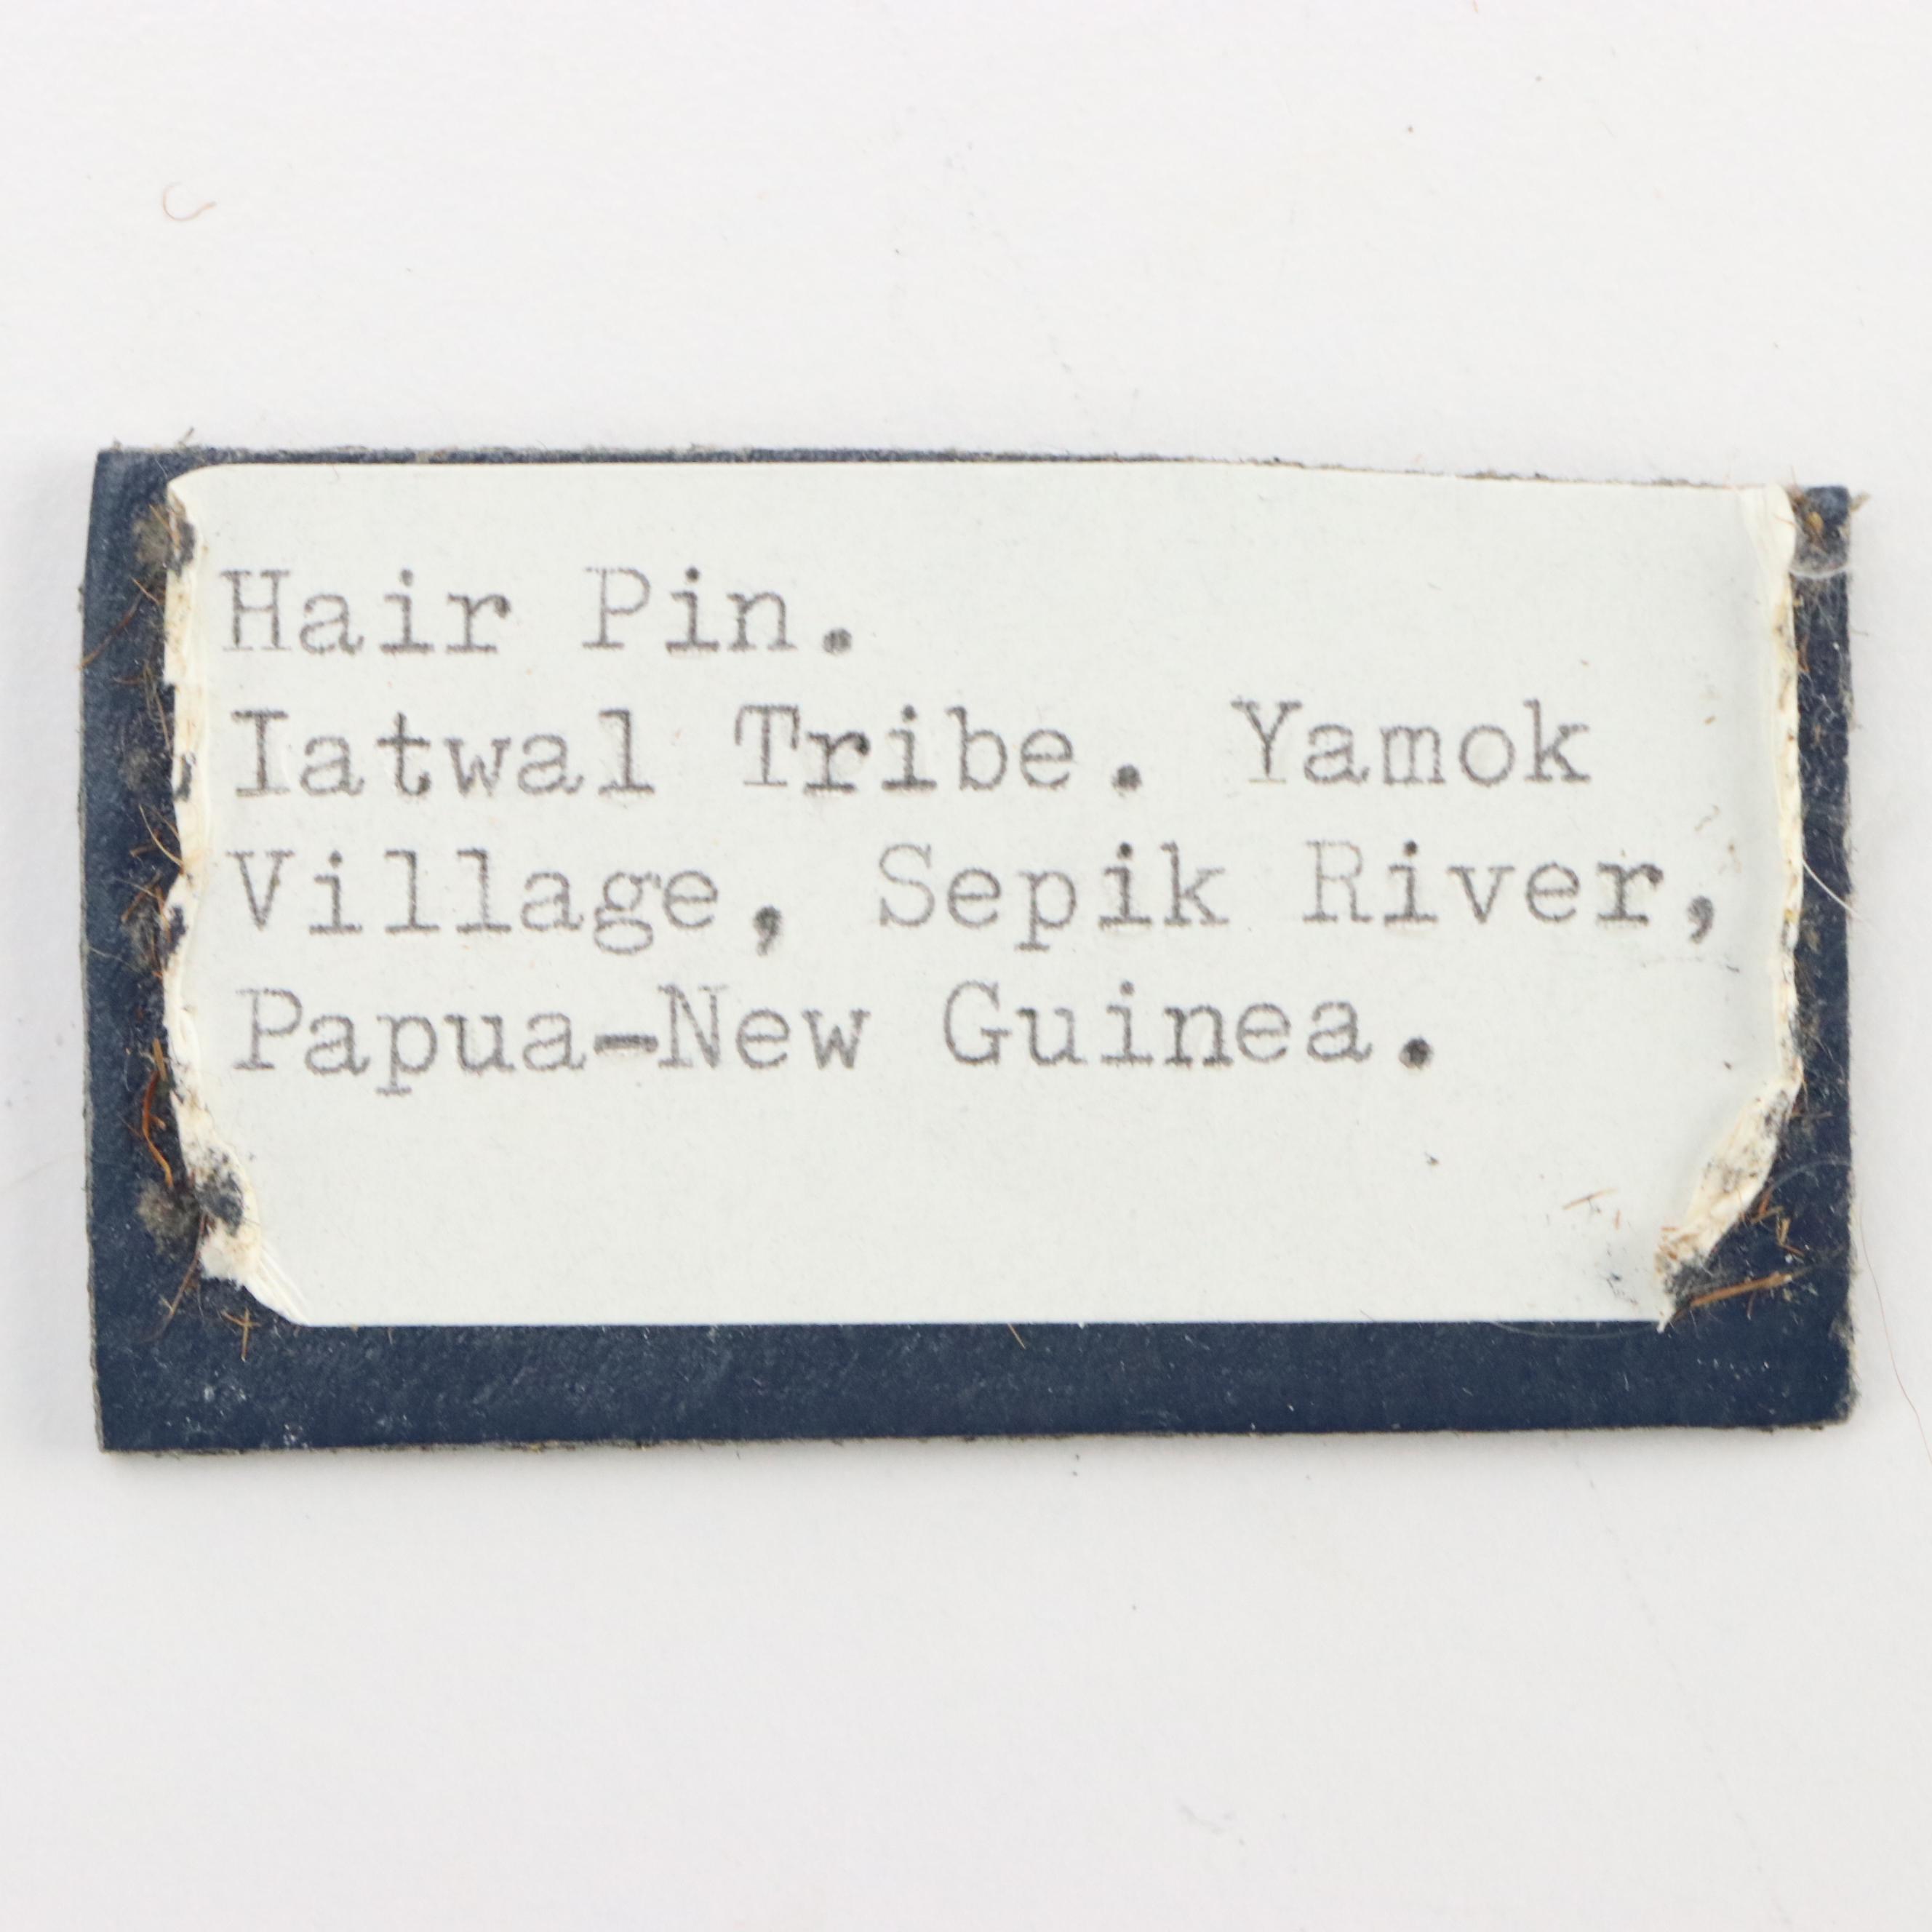 Hair Pin.
Iatwal Tribe. Yamok
Village, Sepik River,
Papua-New Guinea.